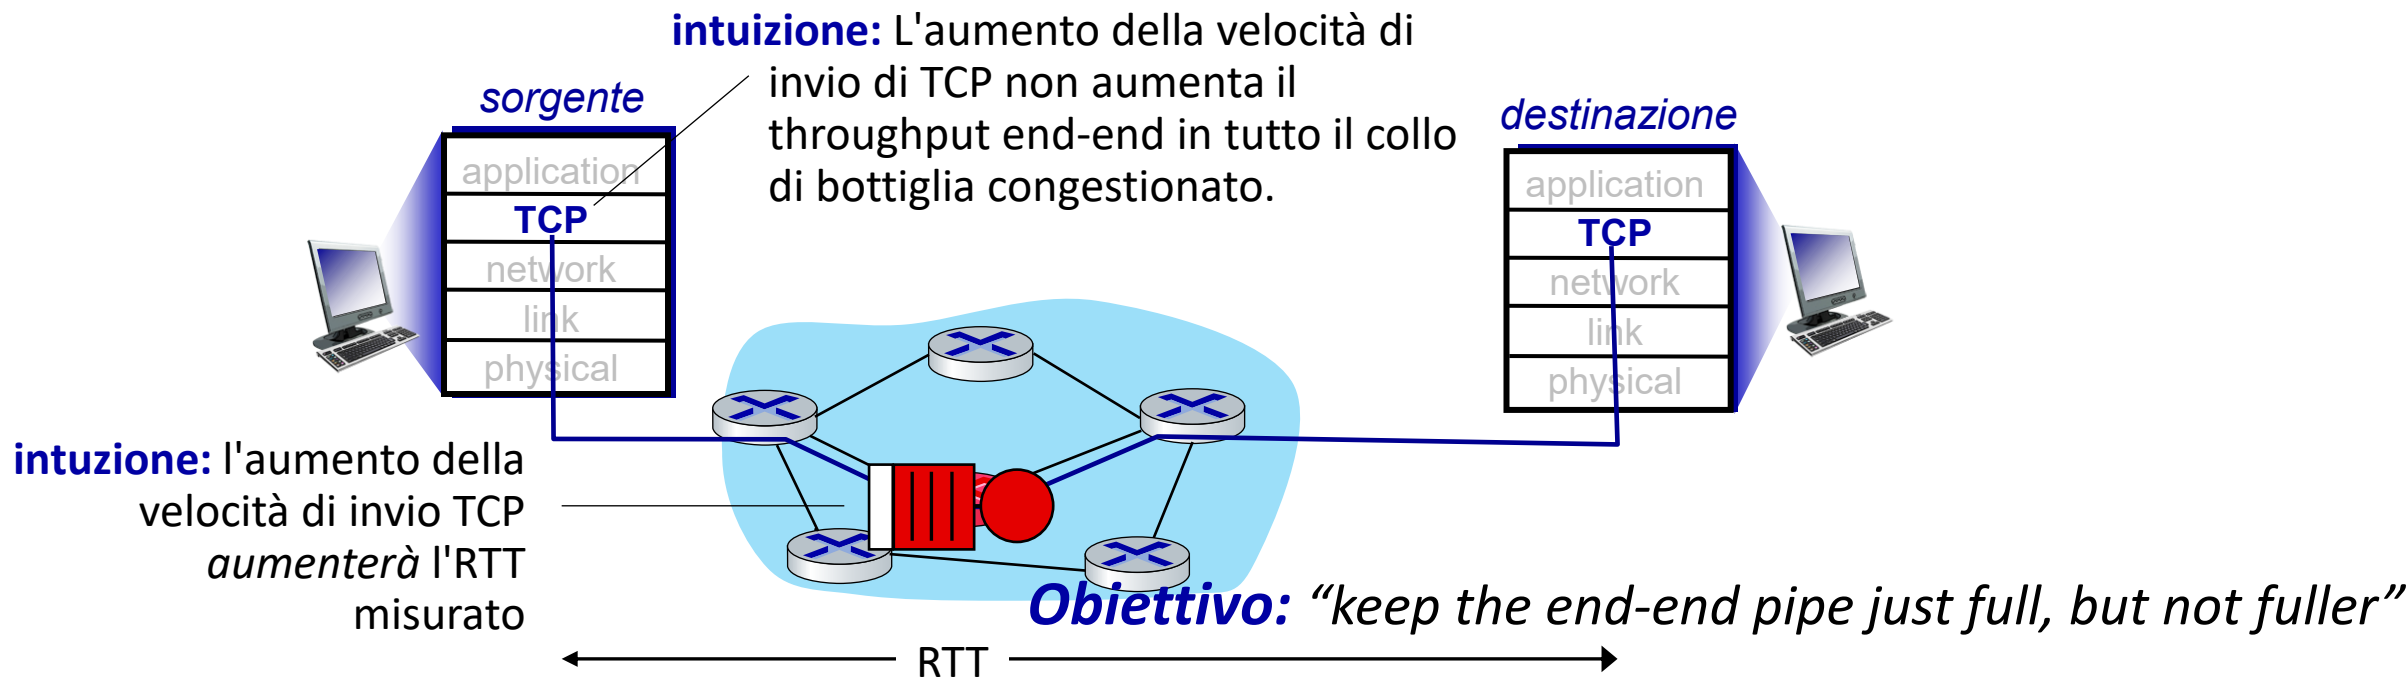 intuizione: L'aumento della velocità di
invio di TCP non aumenta il
throughput end-end in tutto il collo
di bottiglia congestionato.
sorgente
application
TCP
network
link
physical
destinazione
application
TCP
network
link
physical
intuzione: l'aumento della
velocità di invio TCP
aumenterà l'RTT
misurato
Obiettivo: “keep the end-end pipe just full, but not fuller”
RTT